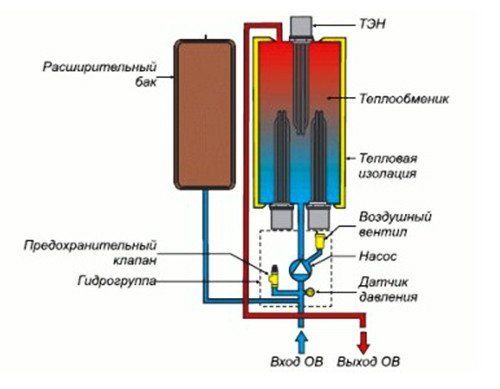 ТЭН
Расширительный
бак
Теплообменик
Тепловая
изоляция
Воздушный
вентил
Предохранительный
клапан
Насос
Гидрогруппа
Датчик
давления
Вход ОВ
Выход ОВ